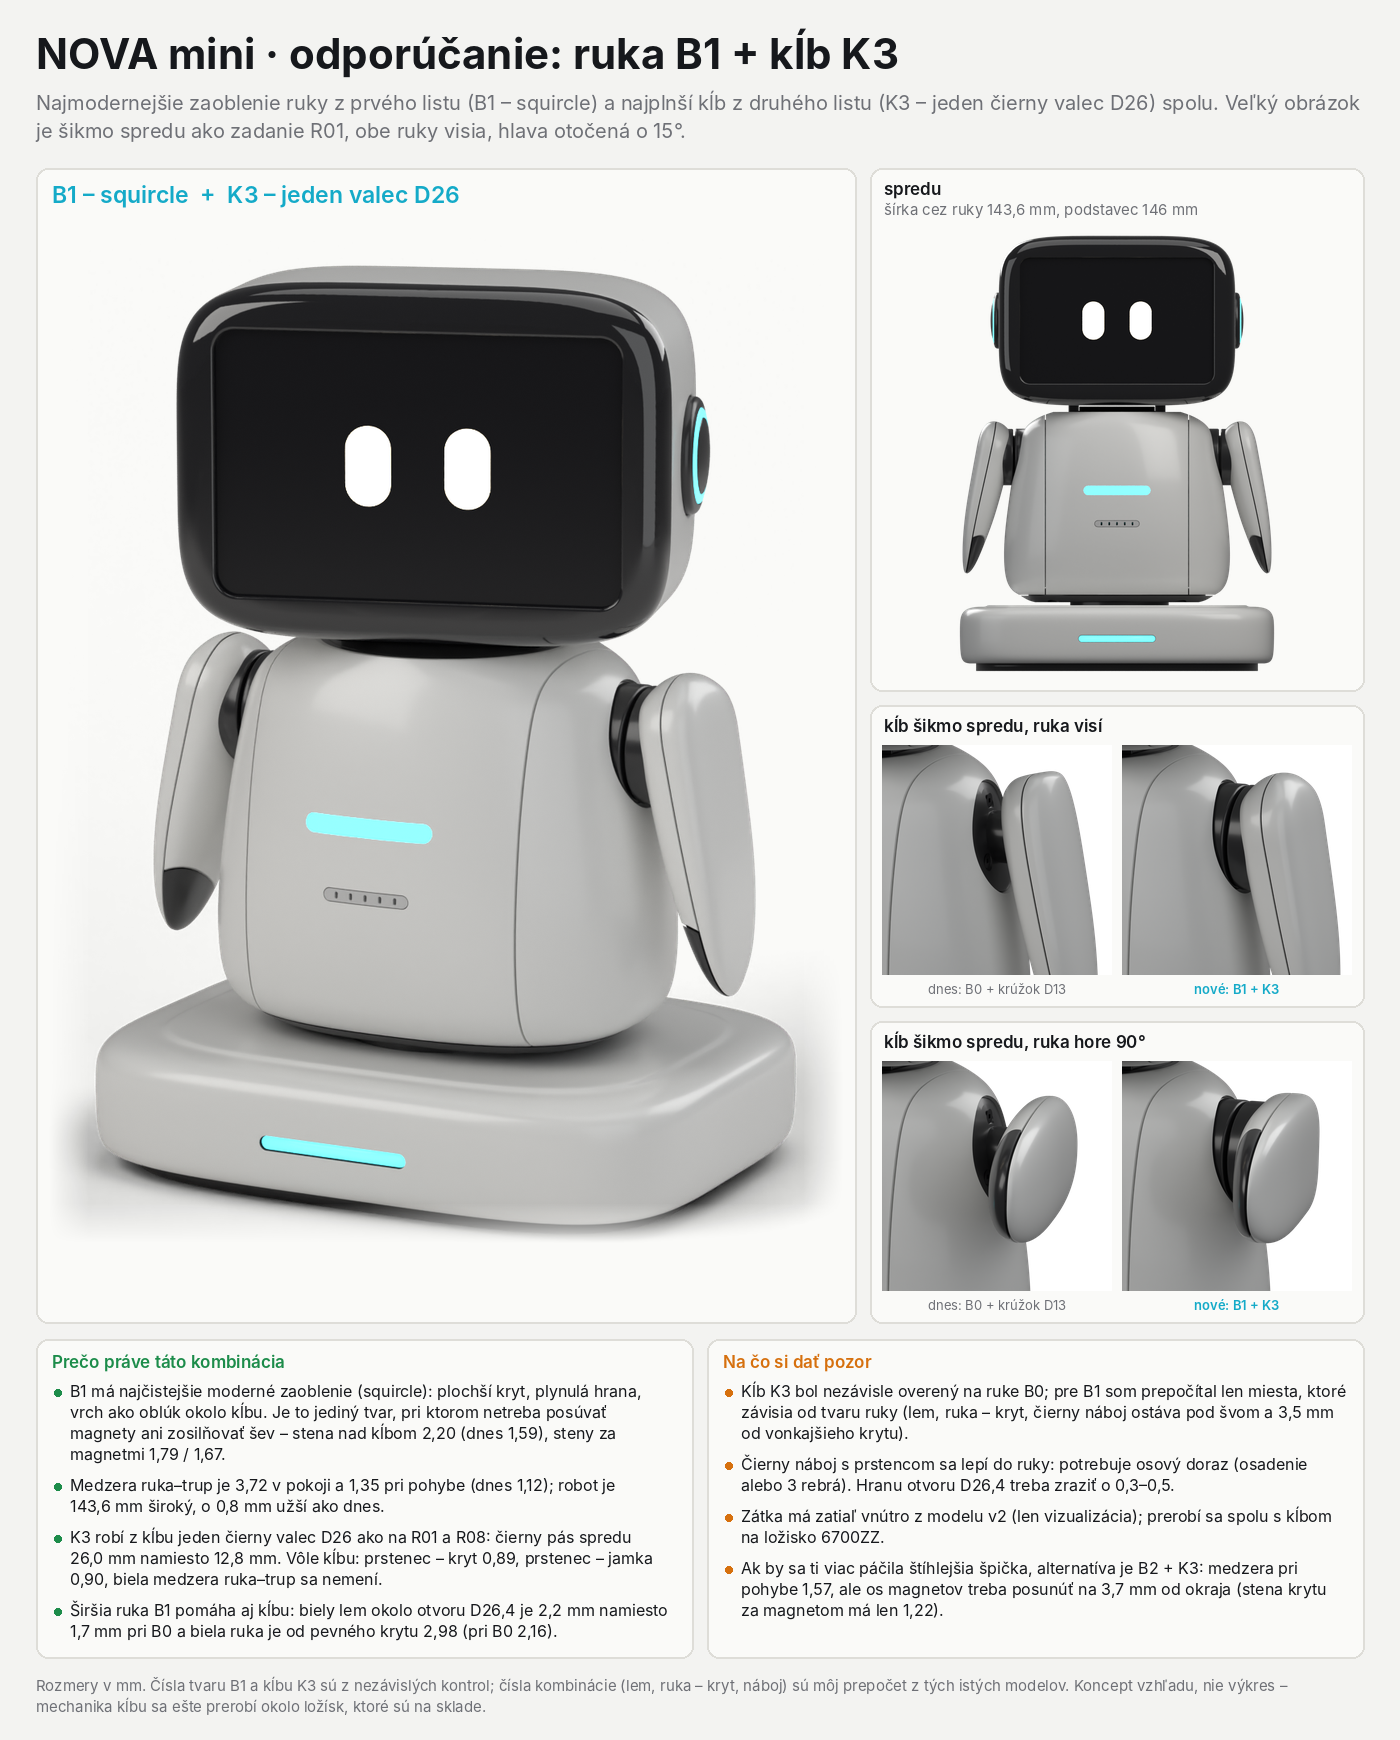 NOVA mini · odporúčanie: ruka B1 + kĺb K3
Najmodernejšie zaoblenie ruky z prvého listu (B1 – squircle) a najplnší kĺb z druhého listu (K3 – jeden čierny valec D26) spolu. Veľký obrázok
je šikmo spredu ako zadanie R01, obe ruky visia, hlava otočená o 15°.
B1 – squircle + K3 – jeden valec D26
spredu
šírka cez ruky 143,6 mm, podstavec 146 mm
kĺb šikmo spredu, ruka visí
dnes: B0 + krúžok D13
nové: B1 + K3
kĺb šikmo spredu, ruka hore 90°
dnes: B0 + krúžok D13
nové: B1 + K3
Prečo práve táto kombinácia
B1 má najčistejšie moderné zaoblenie (squircle): plochší kryt, plynulá hrana,
vrch ako oblúk okolo kĺbu. Je to jediný tvar, pri ktorom netreba posúvať
magnety ani zosilňovať šev – stena nad kĺbom 2,20 (dnes 1,59), steny za
magnetmi 1,79 / 1,67.
Medzera ruka–trup je 3,72 v pokoji a 1,35 pri pohybe (dnes 1,12); robot je
143,6 mm široký, o 0,8 mm užší ako dnes.
K3 robí z kĺbu jeden čierny valec D26 ako na R01 a R08: čierny pás spredu
26,0 mm namiesto 12,8 mm. Vôle kĺbu: prstenec – kryt 0,89, prstenec – jamka
0,90, biela medzera ruka–trup sa nemení.
Širšia ruka B1 pomáha aj kĺbu: biely lem okolo otvoru D26,4 je 2,2 mm namiesto
1,7 mm pri B0 a biela ruka je od pevného krytu 2,98 (pri B0 2,16).
Na čo si dať pozor
Kĺb K3 bol nezávisle overený na ruke B0; pre B1 som prepočítal len miesta, ktoré
závisia od tvaru ruky (lem, ruka – kryt, čierny náboj ostáva pod švom a 3,5 mm
od vonkajšieho krytu).
Čierny náboj s prstencom sa lepí do ruky: potrebuje osový doraz (osadenie
alebo 3 rebrá). Hranu otvoru D26,4 treba zraziť o 0,3–0,5.
Zátka má zatiaľ vnútro z modelu v2 (len vizualizácia); prerobí sa spolu s kĺbom
na ložisko 6700ZZ.
Ak by sa ti viac páčila štíhlejšia špička, alternatíva je B2 + K3: medzera pri
pohybe 1,57, ale os magnetov treba posunúť na 3,7 mm od okraja (stena krytu
za magnetom má len 1,22).
Rozmery v mm. Čísla tvaru B1 a kĺbu K3 sú z nezávislých kontrol; čísla kombinácie (lem, ruka – kryt, náboj) sú môj prepočet z tých istých modelov. Koncept vzhľadu, nie výkres –
mechanika kĺbu sa ešte prerobí okolo ložísk, ktoré sú na sklade.